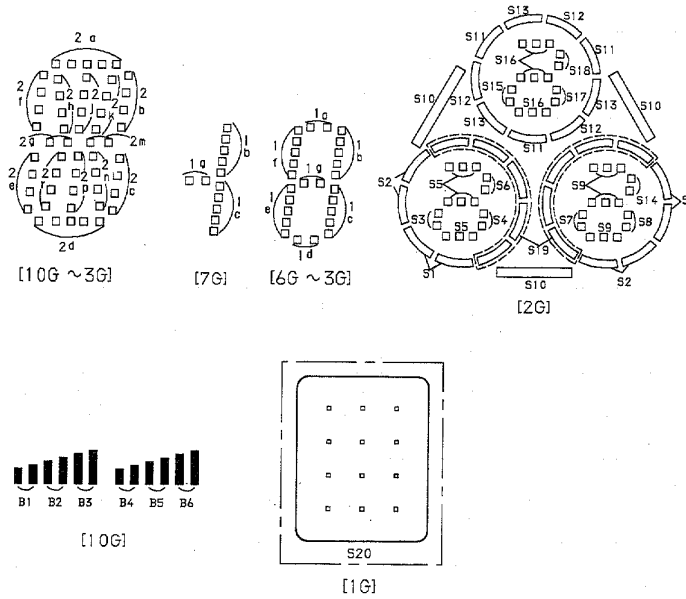 2a
2f
2h
2j
2k
2b
2g
2m
2e
2r
2p
2n
2c
2d
[10G ~3G]
1g
1b
1c
[7G]
1a
1f
1b
1g
1e
1c
1d
[6G ~3G]
S13
S12
S11
S11
S16
S18
S10
S12
S15
S16
S17
S13
S10
S13
S11
S12
S2
S5
S6
S9
S14
S3
S5
S4
S7
S9
S8
S1
S19
S10
S2
[2G]
B1
B2
B3
B4
B5
B6
[10G]
S20
[1G]